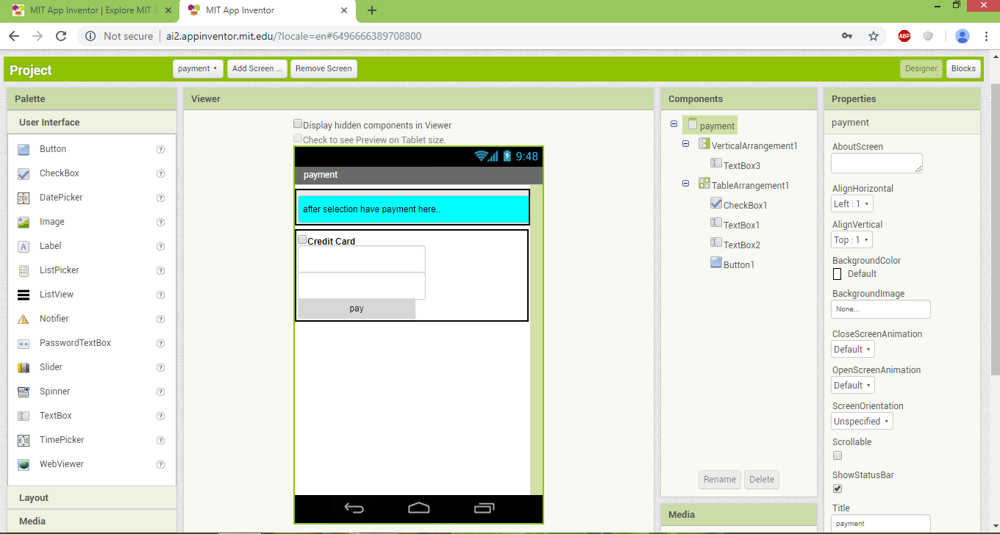 MIT App Inventor | Explore MIT A
MIT App Inventor
Not secure | ai2.appinventor.mit.edu/?locale=en#6496666389708800
ABP
Project
payment
Add Screen ...
Remove Screen
Designer
Blocks
Palette
User Interface
Button ?
CheckBox ?
DatePicker ?
Image ?
Label ?
ListPicker ?
ListView ?
Notifier ?
PasswordTextBox ?
Slider ?
Spinner ?
TextBox ?
TimePicker ?
WebViewer ?
Layout
Media
Viewer
Display hidden components in Viewer
Check to see Preview on Tablet size.
9:48
payment
after selection have payment here..
Credit Card
pay
Components
payment
VerticalArrangement1
TextBox3
TableArrangement1
CheckBox1
TextBox1
TextBox2
Button1
Rename
Delete
Media
Properties
payment
AboutScreen
AlignHorizontal
Left : 1
AlignVertical
Top : 1
BackgroundColor
Default
BackgroundImage
None...
CloseScreenAnimation
Default
OpenScreenAnimation
Default
ScreenOrientation
Unspecified
Scrollable
ShowStatusBar
Title
payment